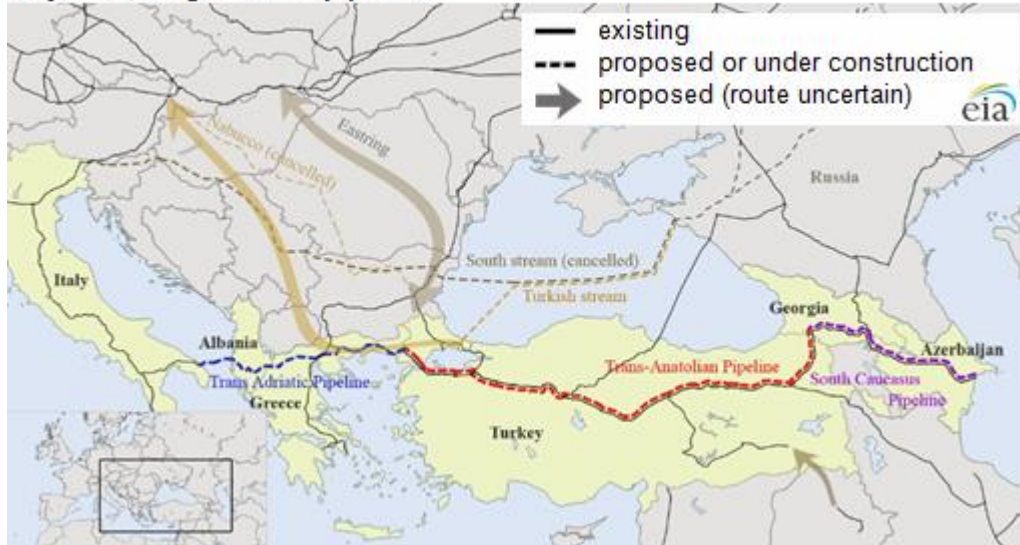 existing
proposed or under construction
proposed (route uncertain)
eia
Nabucco (cancelled)
Eastring
Russia
South stream (cancelled)
Turkish stream
Italy
Georgia
Albania
Azerbaijan
Trans Adriatic Pipeline
Trans-Anatolian Pipeline
South Caucasus
Pipeline
Greece
Turkey